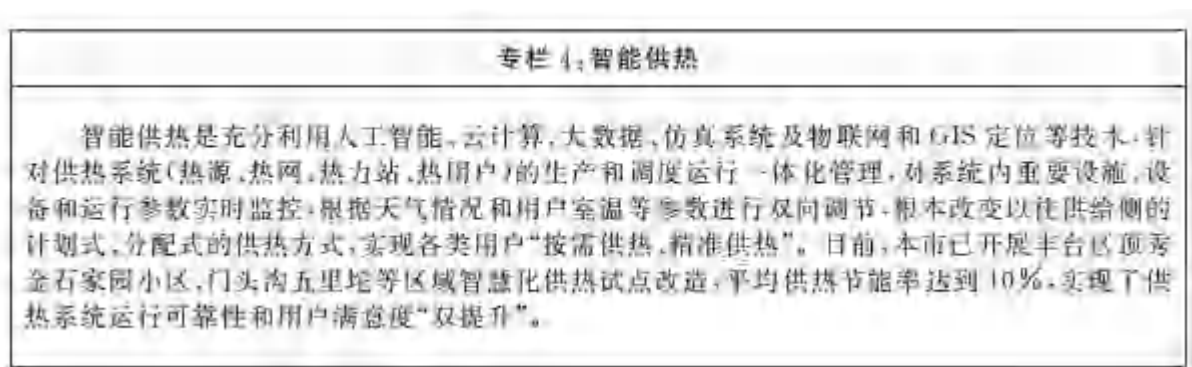 专栏 4:智能供热
智能供热是充分利用人工智能、云计算、大数据、仿真系统及物联网和 GIS 定位等技术,针
对供热系统(热源、热网、热力站、热用户)的生产和调度运行一体化管理,对系统内重要设施、设
备和运行参数实时监控,根据天气情况和用户室温等参数进行双向调节,根本改变以往供给侧的
计划式、分配式的供热方式,实现各类用户“按需供热、精准供热”。目前,本市已开展丰台区顶秀
金石家园小区、门头沟五里坨等区域智慧化供热试点改造,平均供热节能率达到 10%,实现了供
热系统运行可靠性和用户满意度“双提升”。